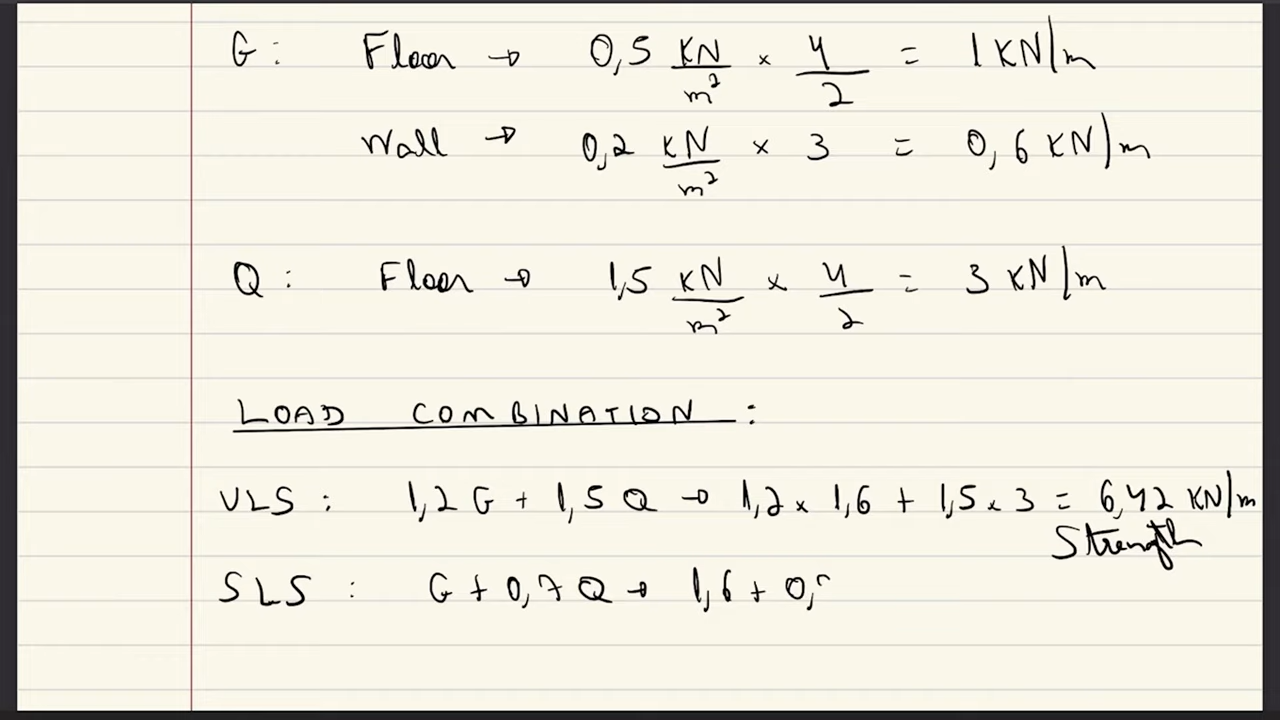 G : Floor → 0,5 KN/m² × 4/2 = 1 KN/m
Wall → 0,2 KN/m² × 3 = 0,6 KN/m
Q : Floor → 1,5 KN/m² × 4/2 = 3 KN/m
LOAD COMBINATION :
ULS : 1,2 G + 1,5 Q → 1,2 × 1,6 + 1,5 × 3 = 6,42 KN/m
Strength
SLS : G + 0,7 Q → 1,6 + 0,